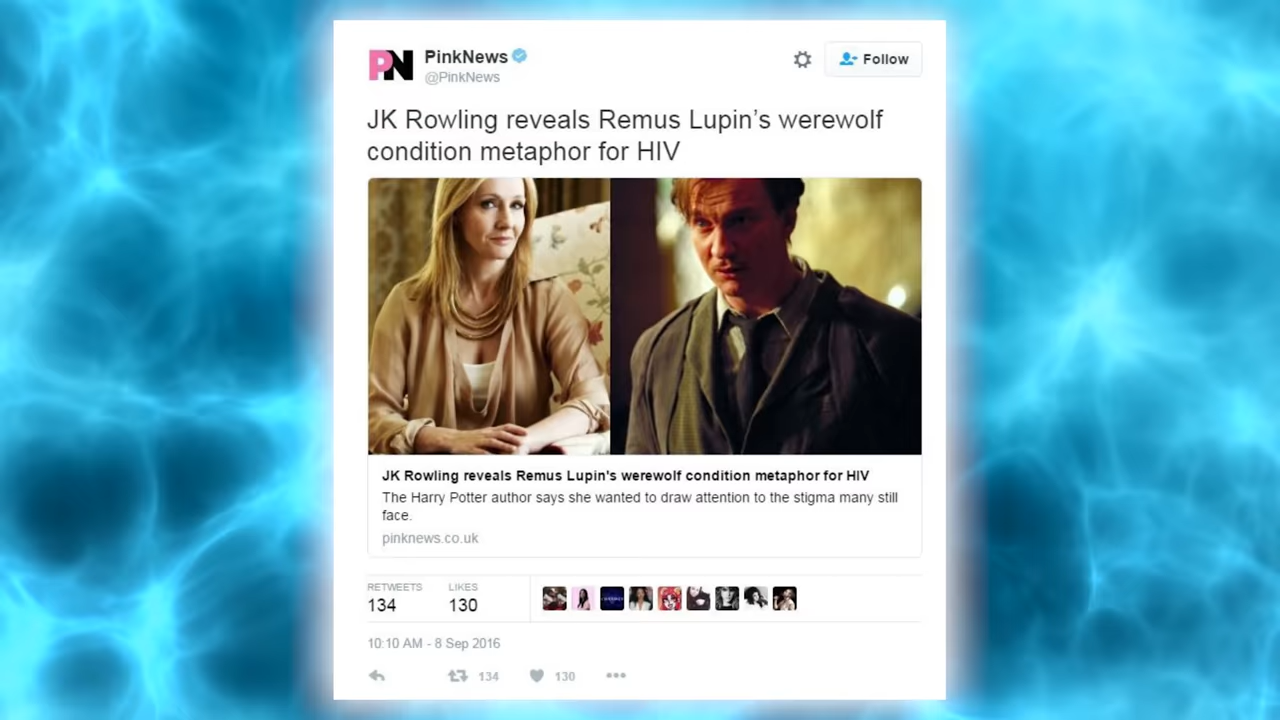 PN PinkNews
@PinkNews
Follow
JK Rowling reveals Remus Lupin’s werewolf
condition metaphor for HIV
JK Rowling reveals Remus Lupin's werewolf condition metaphor for HIV
The Harry Potter author says she wanted to draw attention to the stigma many still
face.
pinknews.co.uk
RETWEETS LIKES
134 130
10:10 AM - 8 Sep 2016
134 130